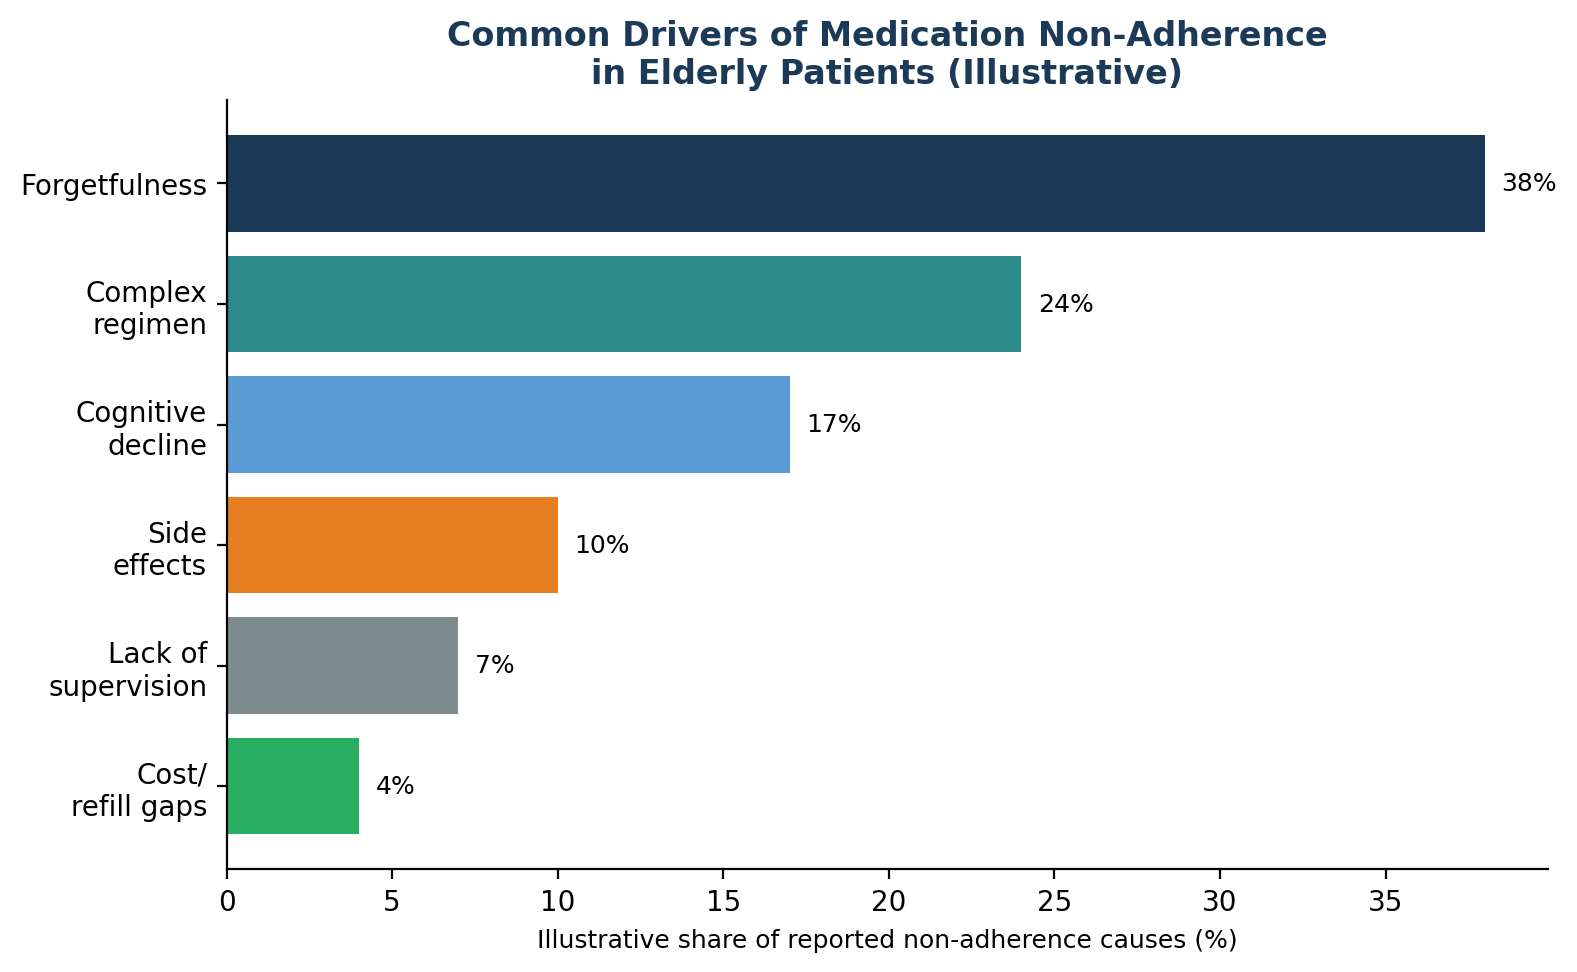 Common Drivers of Medication Non-Adherence
in Elderly Patients (Illustrative)
Forgetfulness
38%
Complex
regimen
24%
Cognitive
decline
17%
Side
effects
10%
Lack of
supervision
7%
Cost/
refill gaps
4%
0 5 10 15 20 25 30 35
Illustrative share of reported non-adherence causes (%)